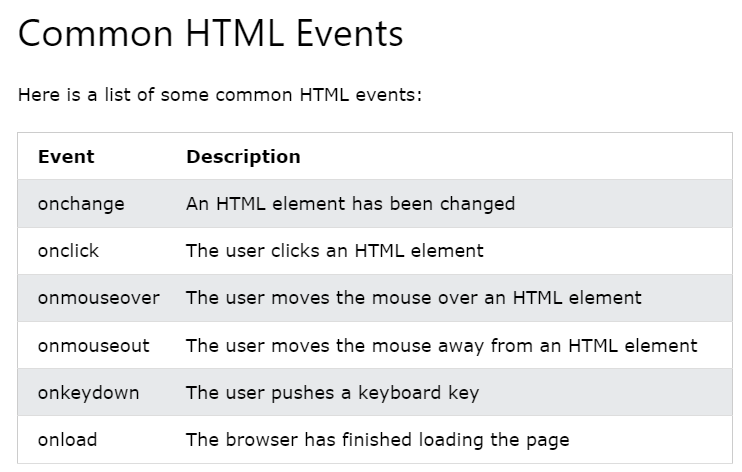 Common HTML Events
Here is a list of some common HTML events:
Event Description
onchange An HTML element has been changed
onclick The user clicks an HTML element
onmouseover The user moves the mouse over an HTML element
onmouseout The user moves the mouse away from an HTML element
onkeydown The user pushes a keyboard key
onload The browser has finished loading the page